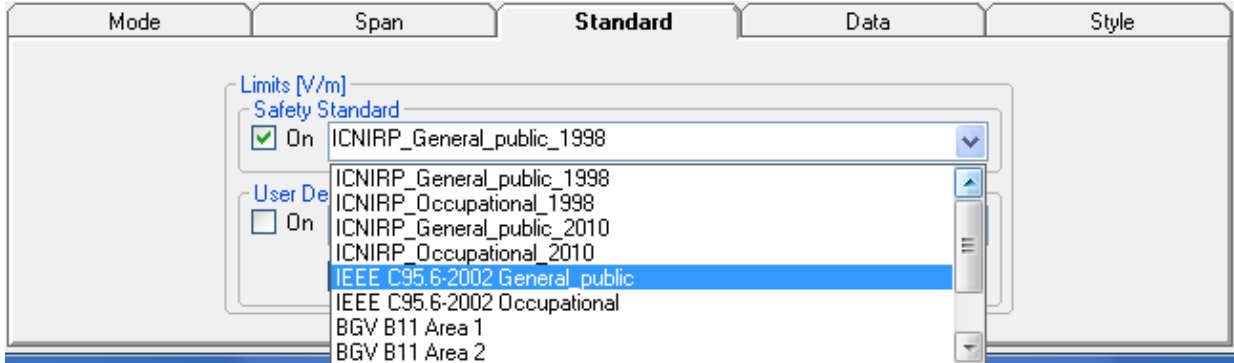 Mode Span Standard Data Style
Limits [V/m]
Safety Standard
On ICNIRP_General_public_1998
ICNIRP_General_public_1998
ICNIRP_Occupational_1998
User De
On
ICNIRP_General_public_2010
ICNIRP_Occupational_2010
IEEE C95.6-2002 General_public
IEEE C95.6-2002 Occupational
BGV B11 Area 1
BGV B11 Area 2